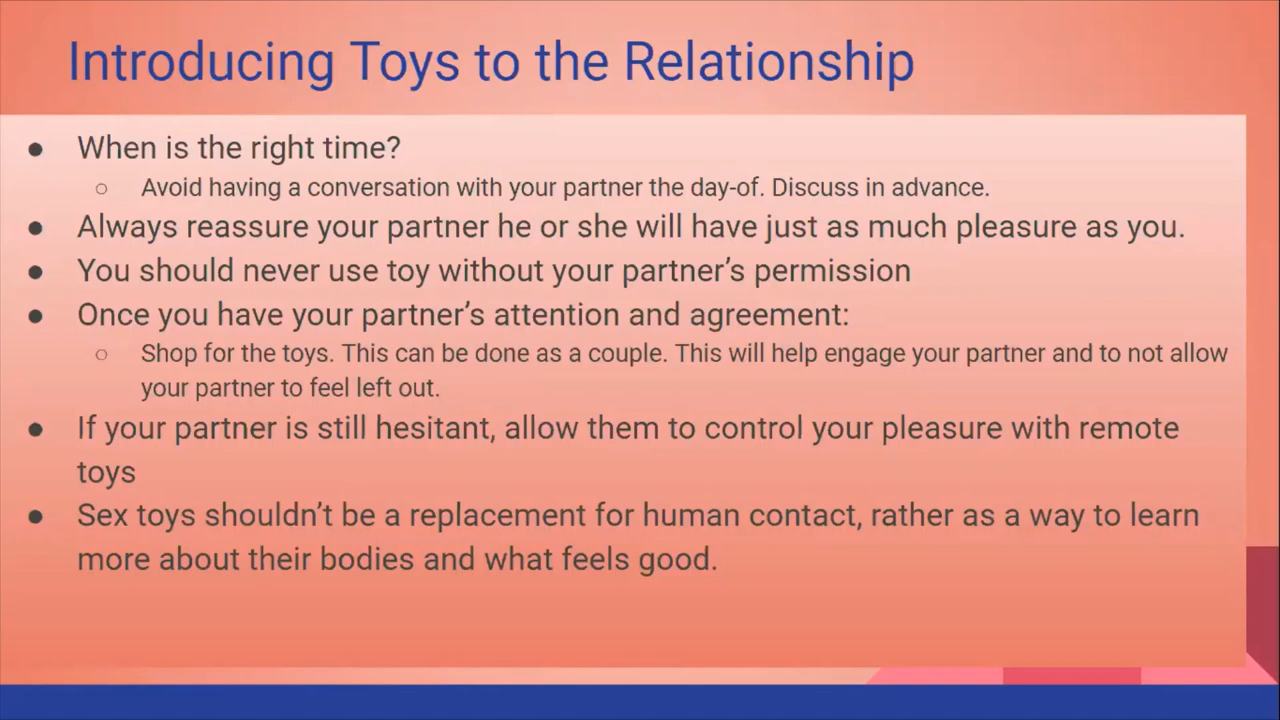 Introducing Toys to the Relationship
● When is the right time?
○ Avoid having a conversation with your partner the day-of. Discuss in advance.
● Always reassure your partner he or she will have just as much pleasure as you.
● You should never use toy without your partner’s permission
● Once you have your partner’s attention and agreement:
○ Shop for the toys. This can be done as a couple. This will help engage your partner and to not allow
your partner to feel left out.
● If your partner is still hesitant, allow them to control your pleasure with remote
toys
● Sex toys shouldn’t be a replacement for human contact, rather as a way to learn
more about their bodies and what feels good.